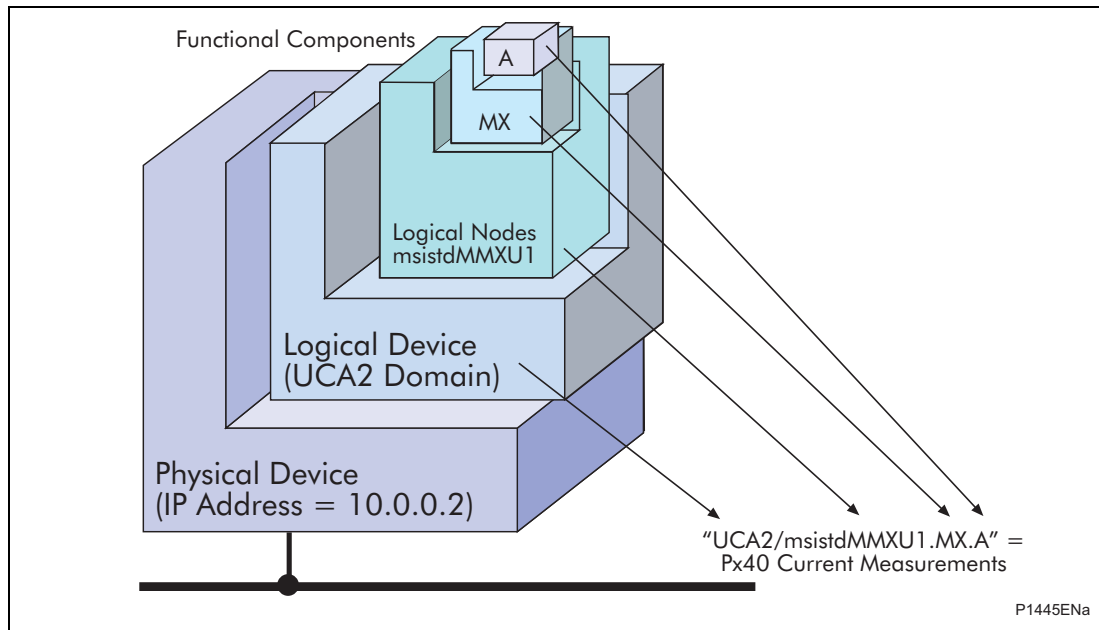 Functional Components
A
MX
Logical Nodes
msistdMMXU1
Logical Device
(UCA2 Domain)
Physical Device
(IP Address = 10.0.0.2)
“UCA2/msistdMMXU1.MX.A” =
Px40 Current Measurements
P1445ENa